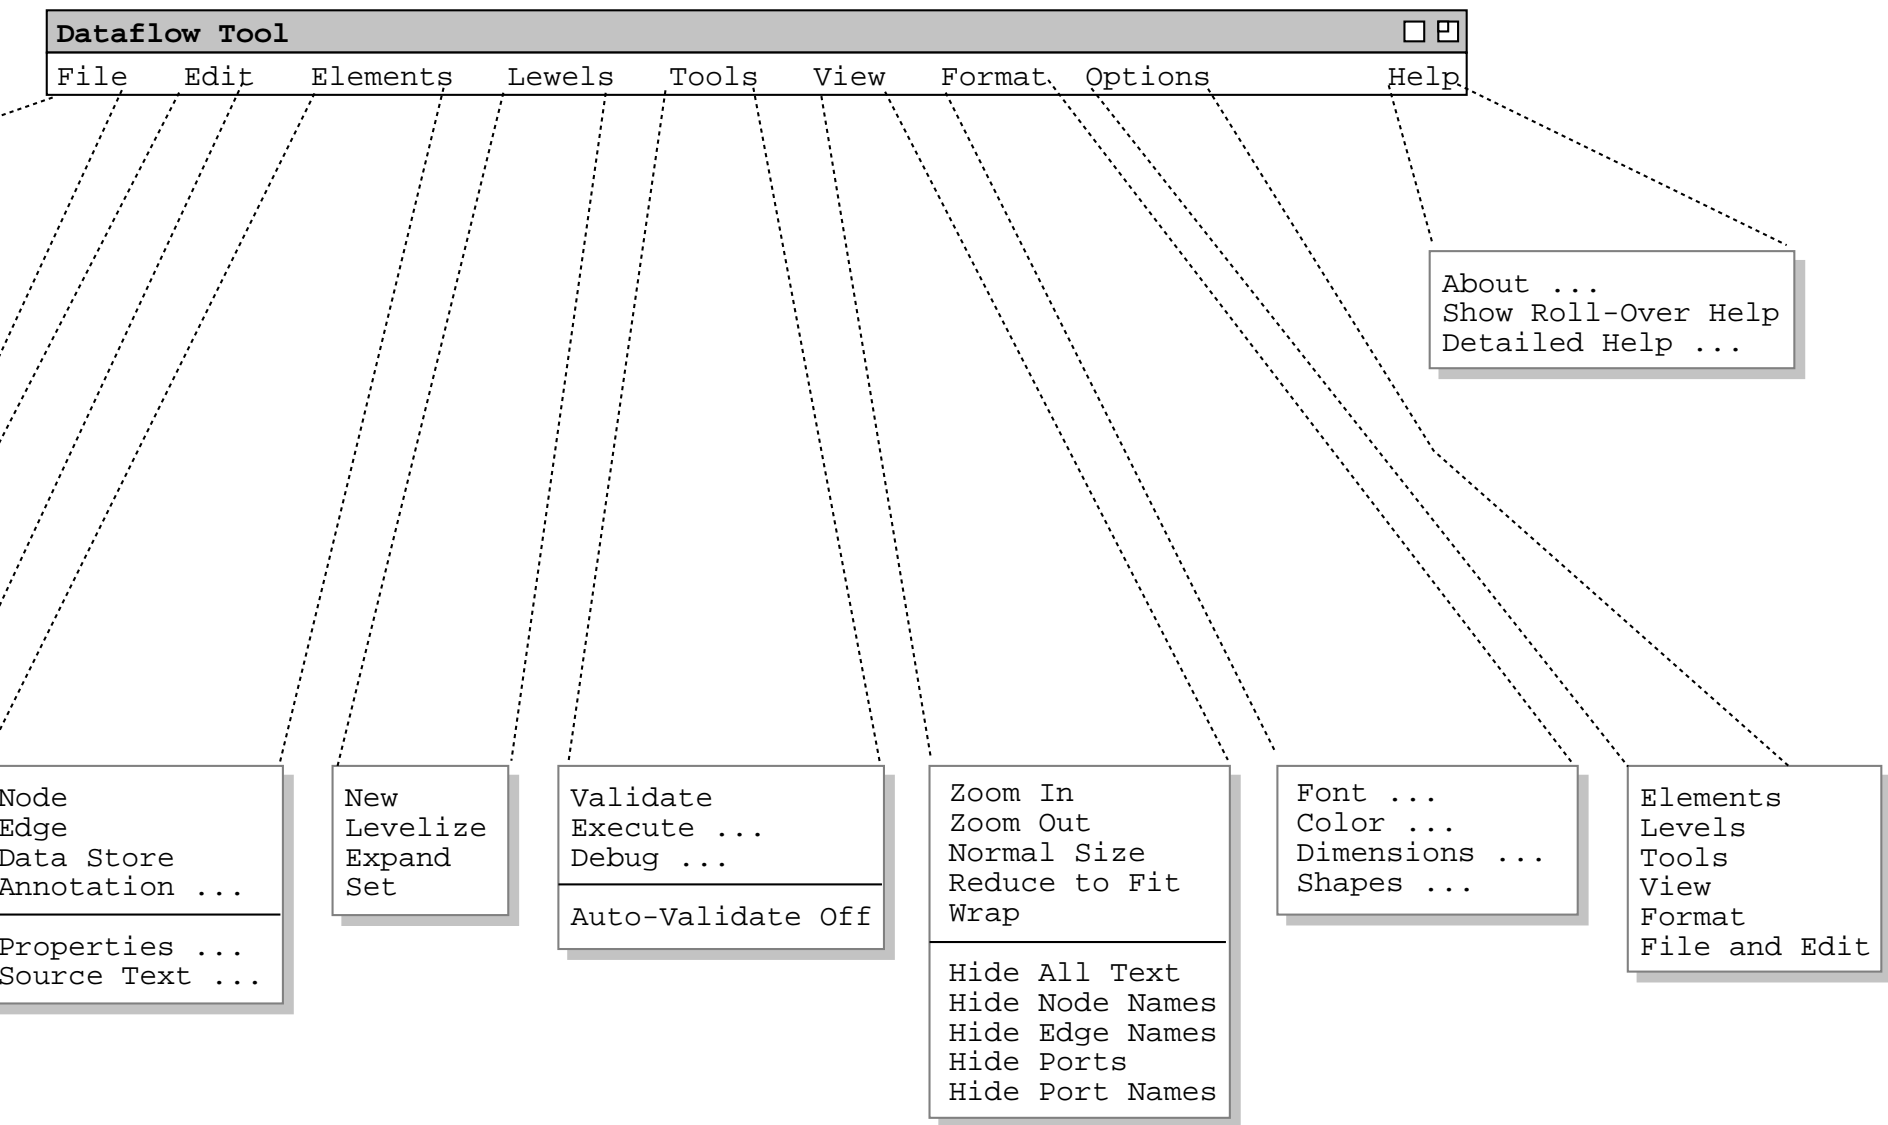 Dataflow Tool
File Edit Elements Lewels Tools View Format Options Help
About ...
Show Roll-Over Help
Detailed Help ...
Node
Edge
Data Store
Annotation ...
Properties ...
Source Text ...
New
Levelize
Expand
Set
Validate
Execute ...
Debug ...
Auto-Validate Off
Zoom In
Zoom Out
Normal Size
Reduce to Fit
Wrap
Hide All Text
Hide Node Names
Hide Edge Names
Hide Ports
Hide Port Names
Font ...
Color ...
Dimensions ...
Shapes ...
Elements
Levels
Tools
View
Format
File and Edit